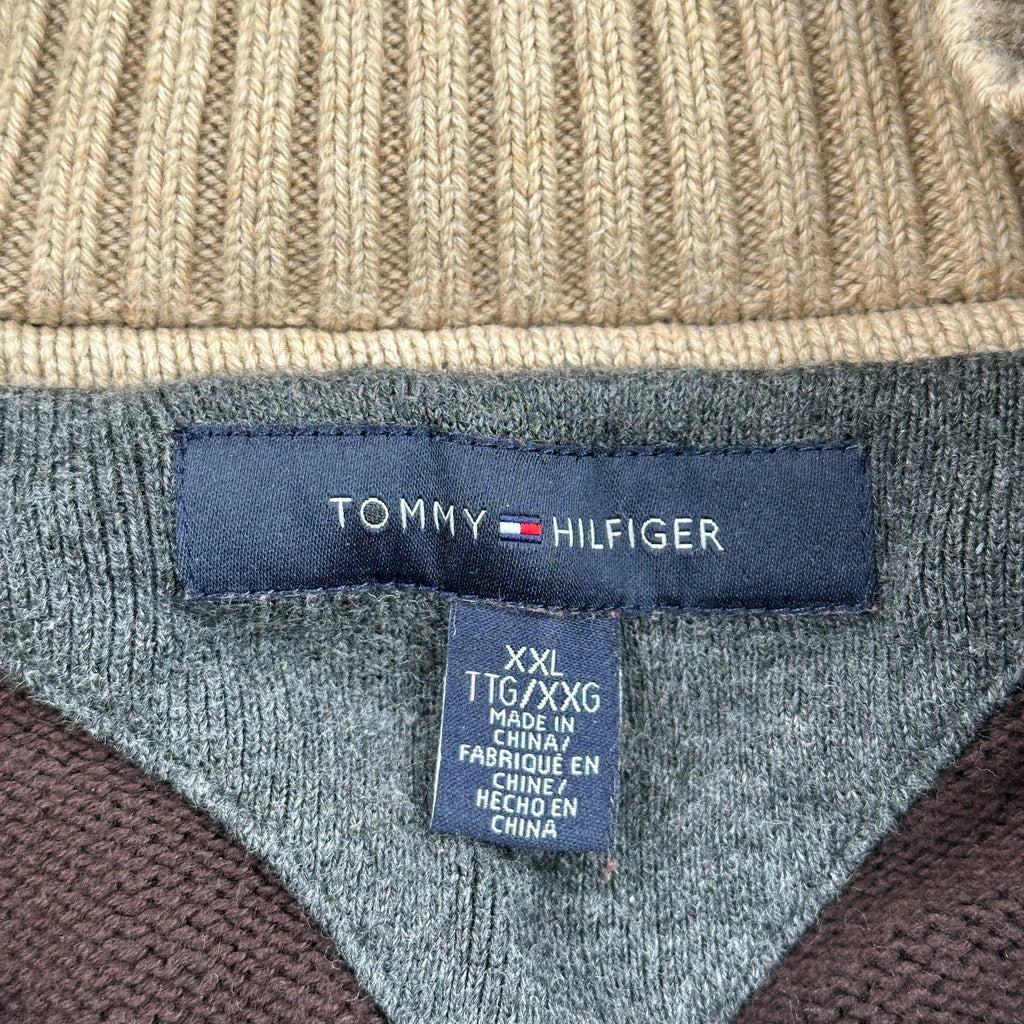 TOMMY HILFIGER
XXL
TTG/XXG
MADE IN
CHINA/
FABRIQUÉ EN
CHINE/
HECHO EN
CHINA